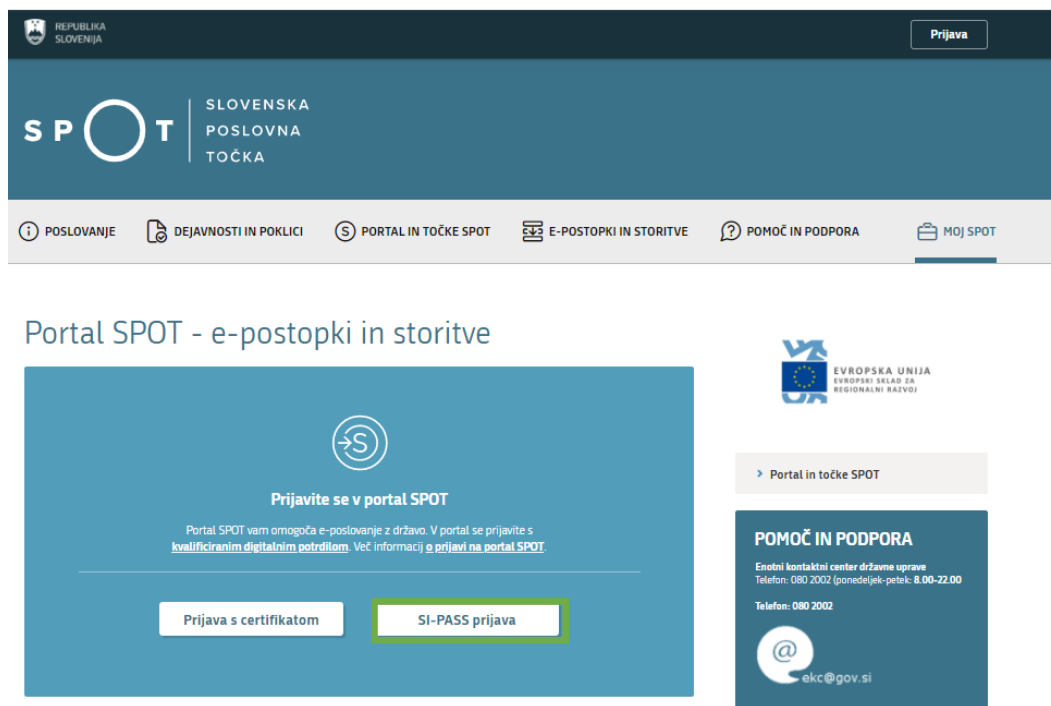 REPUBLIKA
SLOVENIJA
Prijava
SPOT
SLOVENSKA
POSLOVNA
TOČKA
POSLOVANJE
DEJAVNOSTI IN POKLICI
PORTAL IN TOČKE SPOT
E-POSTOPKI IN STORITVE
POMOČ IN PODPORA
MOJ SPOT
Portal SPOT - e-postopki in storitve
Prijavite se v portal SPOT
Portal SPOT vam omogoča e-poslovanje z državo. V portal se prijavite s
kvalificiranim digitalnim potrdilom. Več informacij o prijavi na portal SPOT.
Prijava s certifikatom
SI-PASS prijava
EVROPSKA UNIJA
EVROPSKI SKLAD ZA
REGIONALNI RAZVOJ
Portal in točke SPOT
POMOČ IN PODPORA
Enotni kontaktni center državne uprave
Telefon: 080 2002 (ponedeljek-petek: 8.00-22.00
Telefon: 080 2002
@
ekc@gov.si